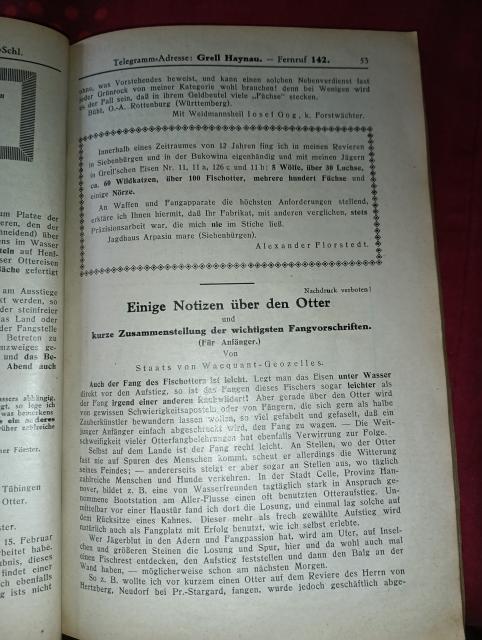 -Schl.
Telegramm-Adresse: Grell Haynau. — Fernruf 142. 53
ohne, was Vorstehendes beweist, und kann einen solchen Nebenverdienst fast
jeder Grünrock von meiner Kategorie wohl brauchen! denn bei Wenigen wird
es der Fall sein, daß in ihrem Geldbeutel viele „Füchse“ stecken.
Bühl, O.-A. Rottenburg (Württemberg).
Mit Weidmannsheil Josef Gog, k. Forstwächter.
Innerhalb eines Zeitraumes von 12 Jahren fing ich in meinen Revieren
in Siebenbürgen und in der Bukowina eigenhändig und mit meinen Jägern
in Grell'schen Eisen Nr. 11, 11 a, 126 c und 11 b: 8 Wölfe, über 30 Luchse,
ca. 60 Wildkatzen, über 100 Fischotter, mehrere hundert Füchse und
einige Nörze.
An Waffen und Fangapparate die höchsten Anforderungen stellend,
erkläre ich Ihnen hiermit, daß Ihr Fabrikat, mit anderen verglichen, stets
Präzisionsarbeit war, die mich nie im Stiche ließ.
Jagdhaus Arpasin mare (Siebenbürgen).
Alexander Florstedt.
Nachdruck verboten!
Einige Notizen über den Otter
und
kurze Zusammenstellung der wichtigsten Fangvorschriften.
(Für Anfänger.)
Von
Staats von Wacquant-Geozelles.
Auch der Fang des Fischotters ist leicht. Legt man das Eisen unter Wasser
direkt vor den Aufstieg, so ist das Fangen dieses Fischers sogar leichter als
der Fang irgend einer anderen Raubwildart! Aber gerade über den Otter wird
von gewissen Schwierigkeitsaposteln oder von Fängern, die sich gern als halbe
Zauberkünstler bewundern lassen wollen, so viel gefabelt und gefaselt, daß ein
junger Anfänger einfach abgeschreckt wird, den Fang zu wagen. — Die Weit-
schweifigkeit vieler Otterfangbelehrungen hat ebenfalls Verwirrung zur Folge.
Selbst auf dem Lande ist der Fang recht leicht. An Stellen, wo der Otter
fast nie auf Spuren des Menschen kommt, scheut er allerdings die Witterung
seines Feindes; — andererseits steigt er aber sogar an Stellen aus, wo täglich
zahlreiche Menschen und Hunde verkehren. In der Stadt Celle, Provinz Han-
nover, bildet z. B. eine von Wasserfreunden tagtäglich stark in Anspruch ge-
nommene Bootstation am Aller-Flusse einen oft benutzten Otteraufstieg. Un-
mittelbar vor einer Haustür fand ich dort die Losung, und einmal lag solche auf
dem Rücksitze eines Kahnes. Dieser mehr als frech gewählte Aufstieg wird
natürlich auch als Fangplatz mit Erfolg benutzt, wie ich selbst erlebte.
Wer Jägerblut in den Adern und Fangpassion hat, wird am Ufer, auf Insel-
chen und größeren Steinen die Losung und Spur, hier und da wohl auch mal
einen Fischrest entdecken, den Aufstieg feststellen und dann den Balg an der
Wand haben, — möglicherweise schon am nächsten Morgen.
So z. B. wollte ich vor kurzem einen Otter auf dem Reviere des Herrn von
Hertzberg, Neudorf bei Pr.-Stargard, fangen, wurde jedoch geschäftlich abge-